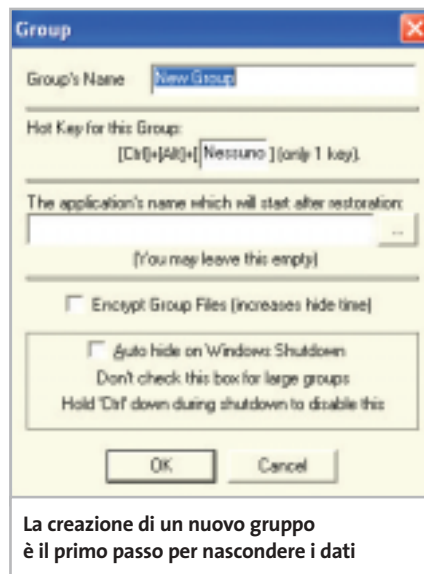 Group
Group's Name New Group
Hot Key for this Group:
[Ctrl]+[Alt]+[ Nessuno ] (only 1 key).
The application's name which will start after restoration:
...
(You may leave this empty)
Encrypt Group Files (increases hide time)
Auto hide on Windows Shutdown
Don't check this box for large groups
Hold 'Ctrl' down during shutdown to disable this
OK Cancel
La creazione di un nuovo gruppo
è il primo passo per nascondere i dati